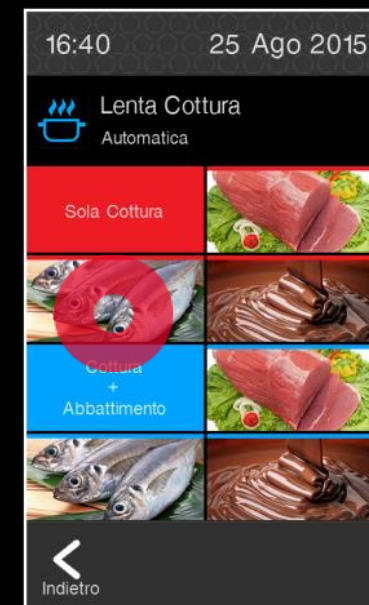 16:40 25 Ago 2015
Lenta Cottura
Automatica
Sola Cottura
Cottura
+
Abbattimento
Indietro